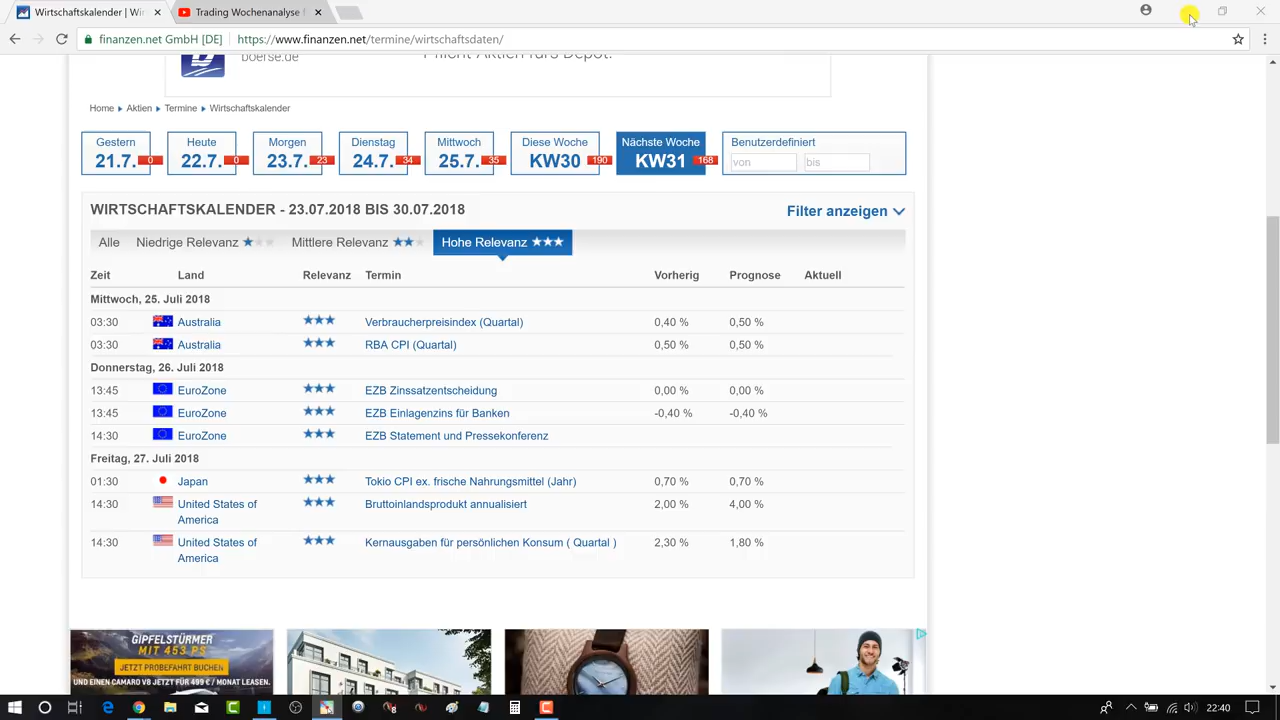 Wirtschaftskalender | Wi
Trading Wochenanalyse f
finanzen.net GmbH [DE]
https://www.finanzen.net/termine/wirtschaftsdaten/
boerse.de
Pflicht Aktien fürs Depot!
Home Aktien Termine Wirtschaftskalender
Gestern
21.7.
0
Heute
22.7.
0
Morgen
23.7.
23
Dienstag
24.7.
34
Mittwoch
25.7.
35
Diese Woche
KW30
190
Nächste Woche
KW31
168
Benutzerdefiniert
von bis
WIRTSCHAFTSKALENDER - 23.07.2018 BIS 30.07.2018
Filter anzeigen
Alle Niedrige Relevanz Mittlere Relevanz Hohe Relevanz
Zeit Land Relevanz Termin Vorherig Prognose Aktuell
Mittwoch, 25. Juli 2018
03:30 Australia Verbraucherpreisindex (Quartal) 0,40 % 0,50 %
03:30 Australia RBA CPI (Quartal) 0,50 % 0,50 %
Donnerstag, 26. Juli 2018
13:45 EuroZone EZB Zinssatzentscheidung 0,00 % 0,00 %
13:45 EuroZone EZB Einlagenzins für Banken -0,40 % -0,40 %
14:30 EuroZone EZB Statement und Pressekonferenz
Freitag, 27. Juli 2018
01:30 Japan Tokio CPI ex. frische Nahrungsmittel (Jahr) 0,70 % 0,70 %
14:30 United States of Bruttoinlandsprodukt annualisiert 2,00 % 4,00 %
America
14:30 United States of Kernausgaben für persönlichen Konsum ( Quartal ) 2,30 % 1,80 %
America
GIPFELSTÜRMER
MIT 453 PS
JETZT PROBEFAHRT BUCHEN
UND EINEN CAMARO V8 JETZT FÜR 499 € / MONAT LEASEN.
22:40